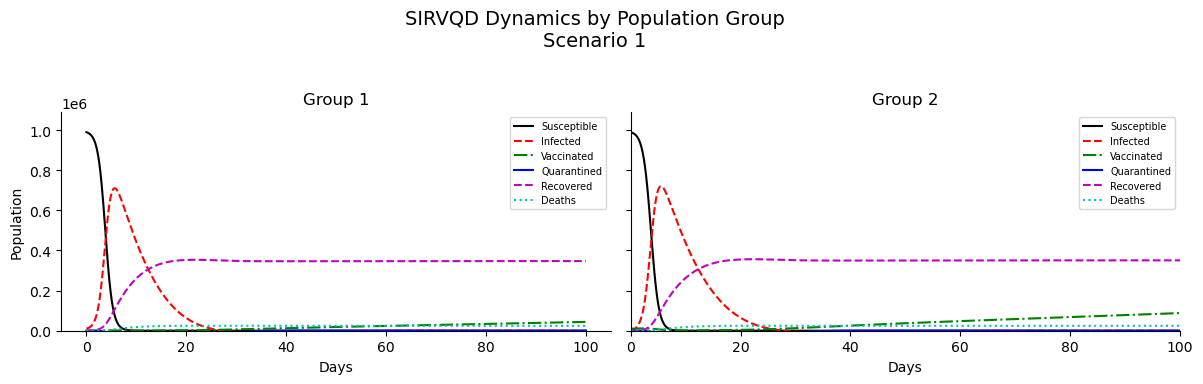 SIRVQD Dynamics by Population Group
Scenario 1
Group 1
1e6
1.0
0.8
0.6
0.4
0.2
0.0
Population
0 20 40 60 80 100
Days
Susceptible
Infected
Vaccinated
Quarantined
Recovered
Deaths
Group 2
0 20 40 60 80 100
Days
Susceptible
Infected
Vaccinated
Quarantined
Recovered
Deaths